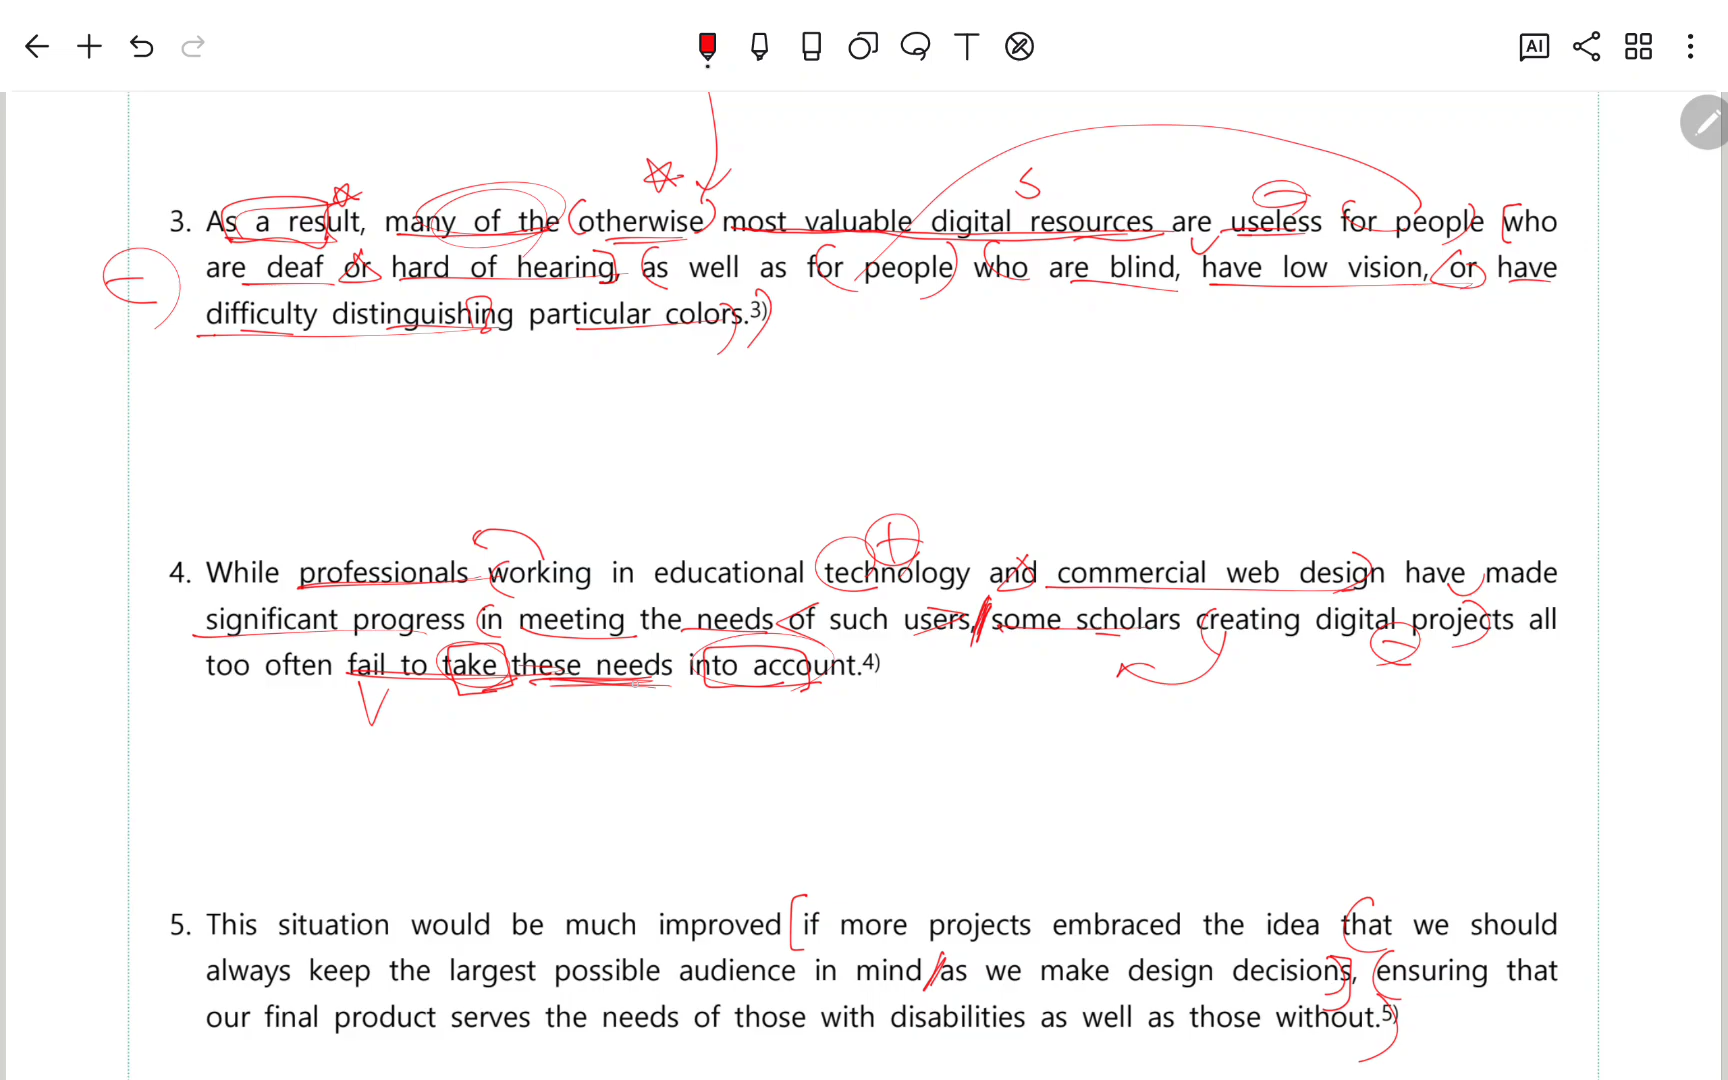 AI
T
S
3. As a result, many of the otherwise most valuable digital resources are useless for people who
are deaf or hard of hearing, as well as for people who are blind, have low vision, or have
difficulty distinguishing particular colors.3)
4. While professionals working in educational technology and commercial web design have made
significant progress in meeting the needs of such users, some scholars creating digital projects all
too often fail to take these needs into account.4)
V
5. This situation would be much improved if more projects embraced the idea that we should
always keep the largest possible audience in mind as we make design decisions, ensuring that
our final product serves the needs of those with disabilities as well as those without.5)